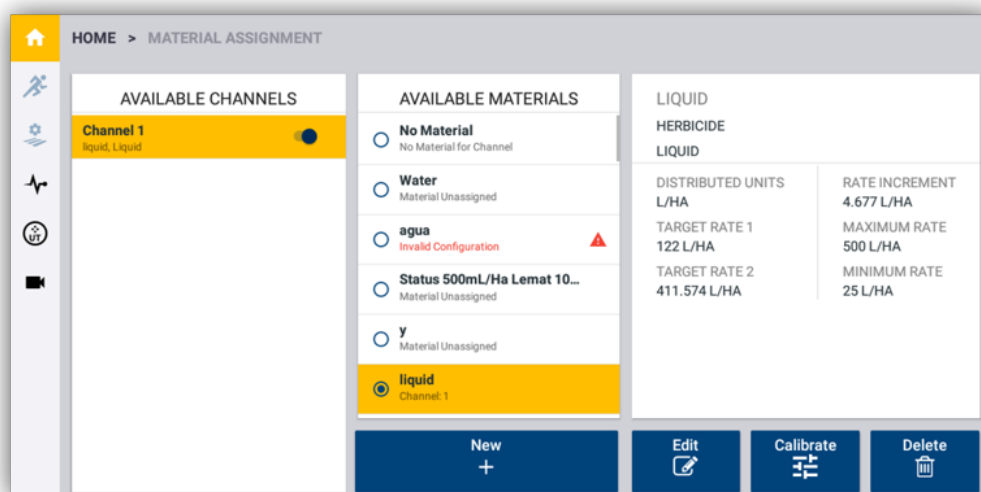 HOME > MATERIAL ASSIGNMENT
AVAILABLE CHANNELS
Channel 1
liquid, Liquid
AVAILABLE MATERIALS
No Material
No Material for Channel
Water
Material Unassigned
agua
Invalid Configuration
Status 500mL/Ha Lemat 10...
Material Unassigned
y
Material Unassigned
liquid
Channel: 1
LIQUID
HERBICIDE
LIQUID
DISTRIBUTED UNITS
L/HA
RATE INCREMENT
4.677 L/HA
TARGET RATE 1
122 L/HA
MAXIMUM RATE
500 L/HA
TARGET RATE 2
411.574 L/HA
MINIMUM RATE
25 L/HA
UT
New
Edit
Calibrate
Delete